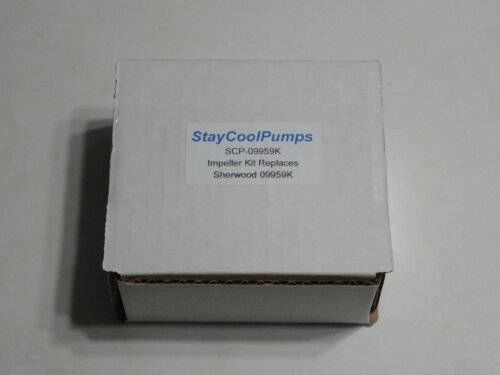 StayCoolPumps
SCP-09959K
Impeller Kit Replaces
Sherwood 09959K